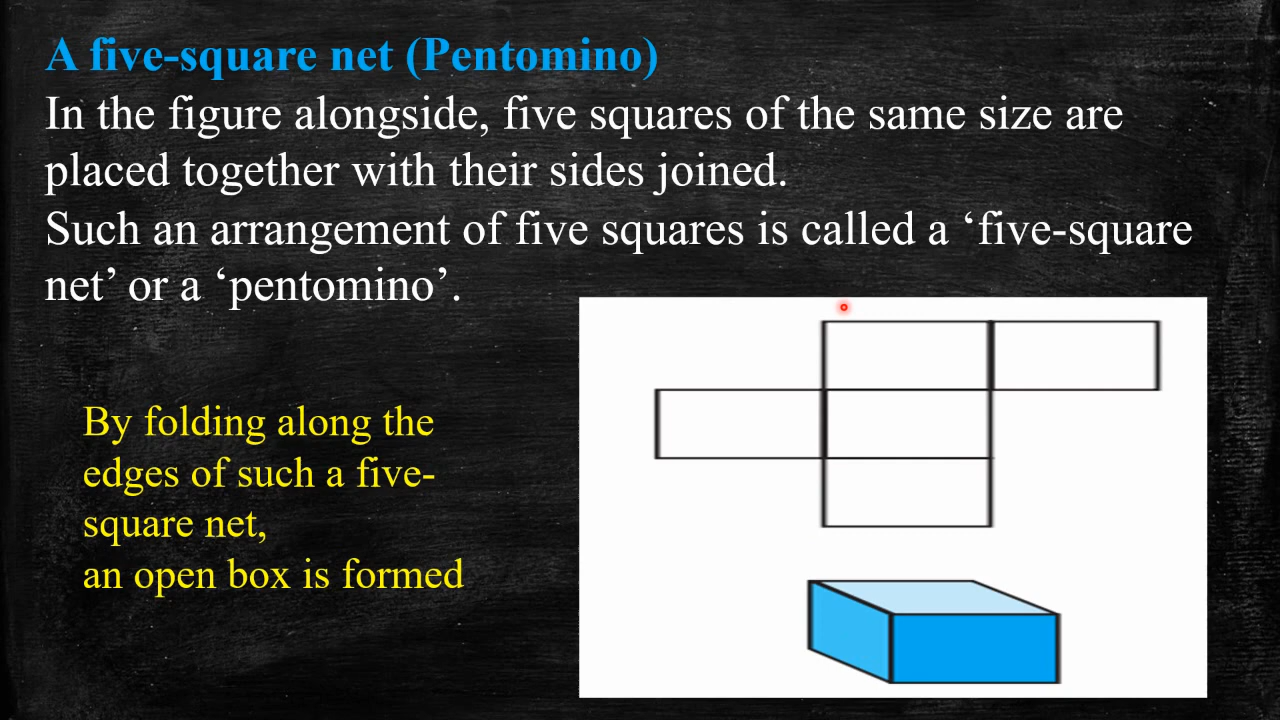 A five-square net (Pentomino)
In the figure alongside, five squares of the same size are
placed together with their sides joined.
Such an arrangement of five squares is called a ‘five-square
net’ or a ‘pentomino’.
By folding along the
edges of such a five-
square net,
an open box is formed